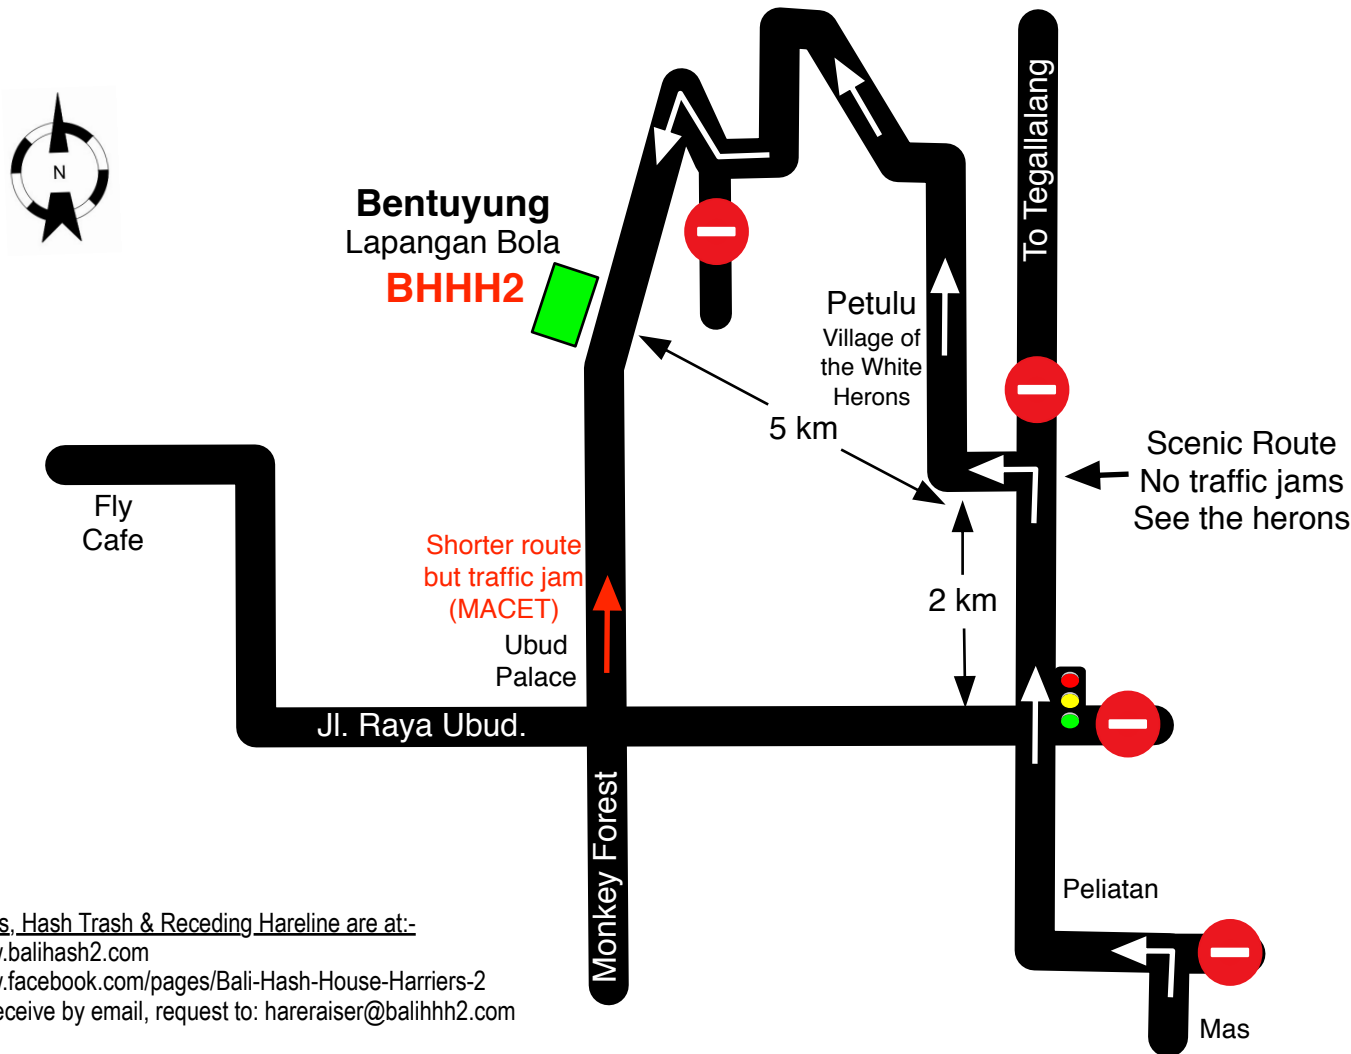 N
To Tegallalang
Bentuyung
Lapangan Bola
BHHH2
Petulu
Village of
the White
Herons
5 km
Scenic Route
No traffic jams
See the herons
Fly
Cafe
Shorter route
but traffic jam
(MACET)
2 km
Ubud
Palace
Jl. Raya Ubud.
Monkey Forest
Peliatan
Mas
s, Hash Trash & Receding Hareline are at:-
.balihash2.com
.facebook.com/pages/Bali-Hash-House-Harriers-2
eceive by email, request to: hareraiser@balihhh2.com